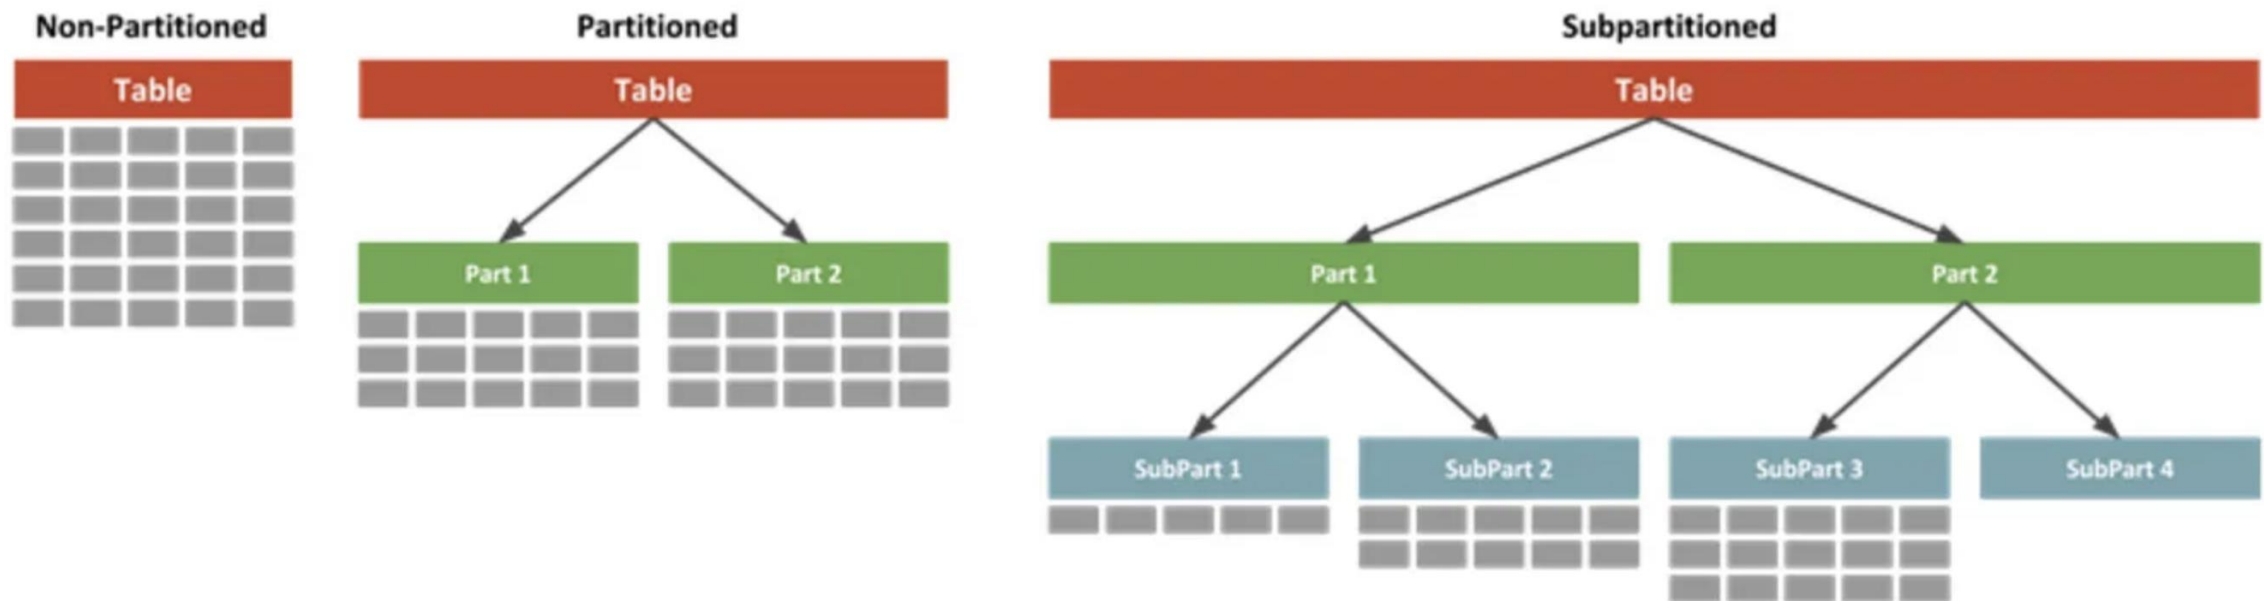 Non-Partitioned
Table
Partitioned
Table
Part 1
Part 2
Subpartitioned
Table
Part 1
Part 2
SubPart 1
SubPart 2
SubPart 3
SubPart 4